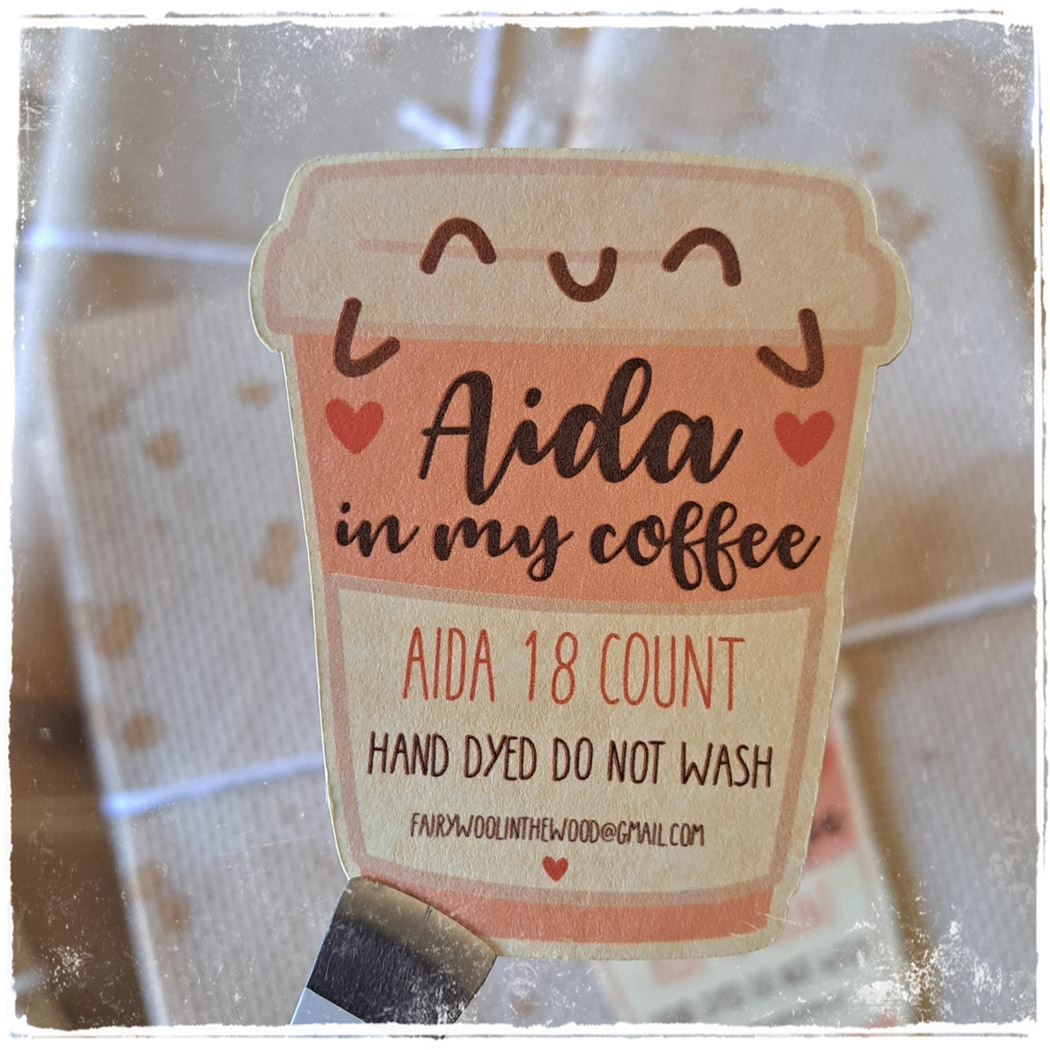 Aida
in my coffee
AIDA 18 COUNT
HAND DYED DO NOT WASH
FAIRYWOOLINTHEWOOD@GMAIL.COM